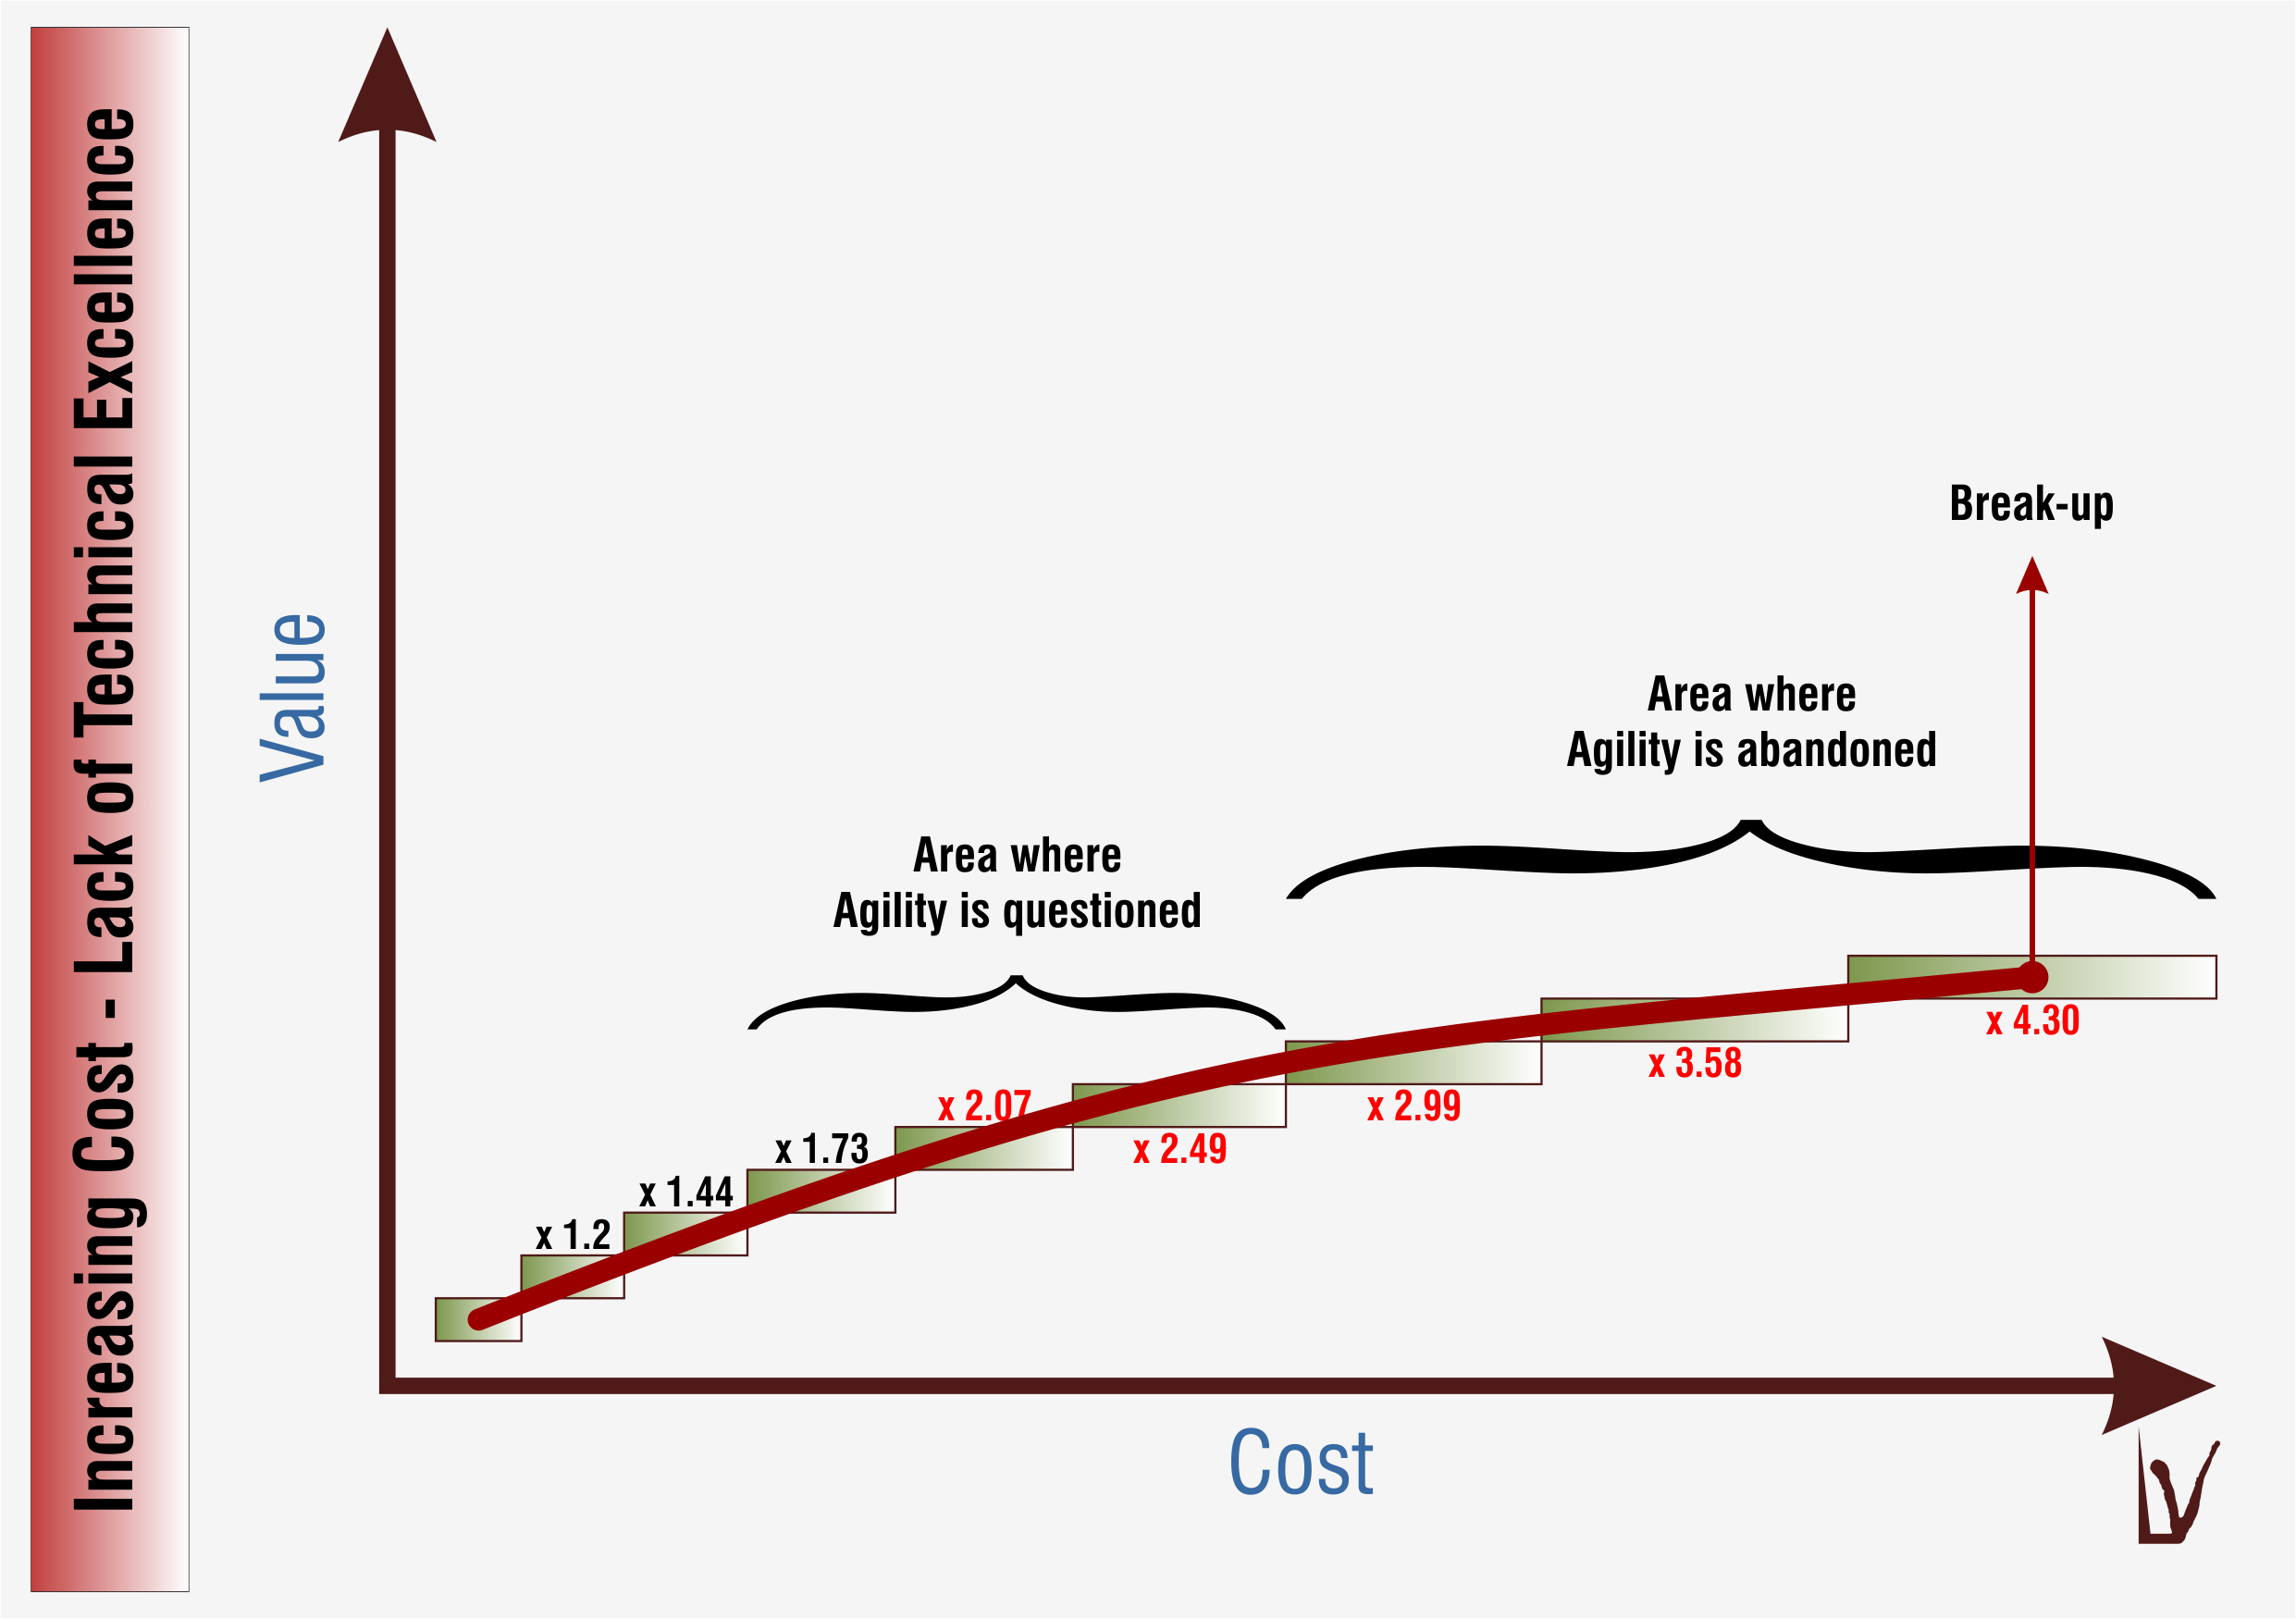 Increasing Cost - Lack of Technical Excellence
Value
Break-up
Area where
Agility is abandoned
Area where
Agility is questioned
x 1.2
x 1.44
x 1.73
x 2.07
x 2.49
x 2.99
x 3.58
x 4.30
Cost
LV